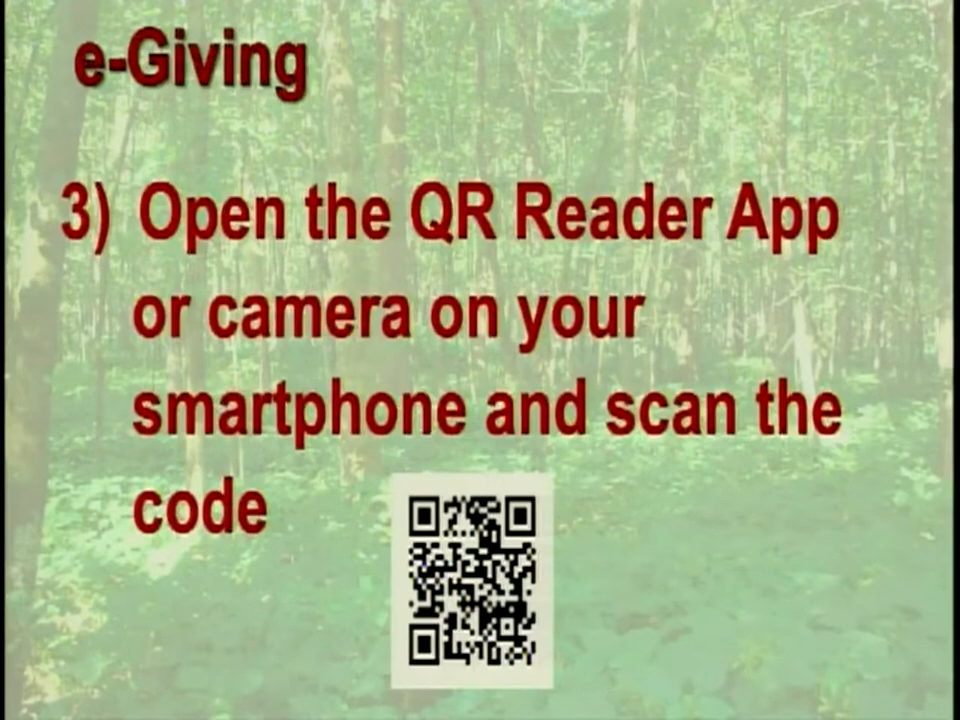 e-Giving
3) Open the QR Reader App
or camera on your
smartphone and scan the
code